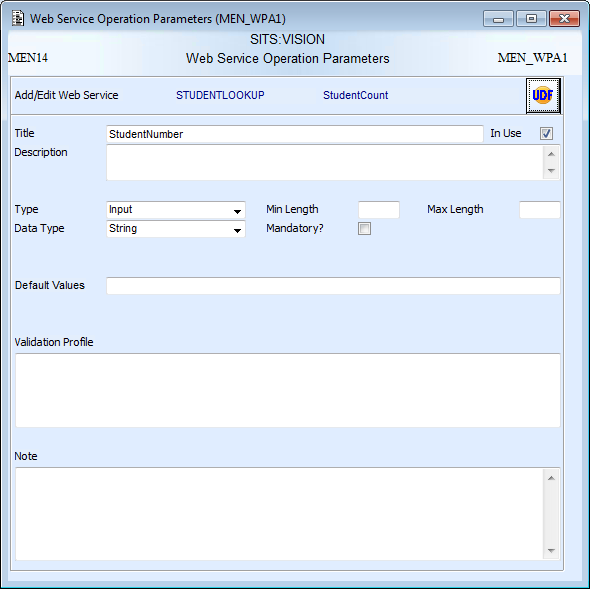 Web Service Operation Parameters (MEN_WPA1)
SITS:VISION
MEN14 Web Service Operation Parameters MEN_WPA1
Add/Edit Web Service STUDENTLOOKUP StudentCount UDF
Title StudentNumber In Use
Description
Type Input Min Length Max Length
Data Type String Mandatory?
Default Values
Validation Profile
Note